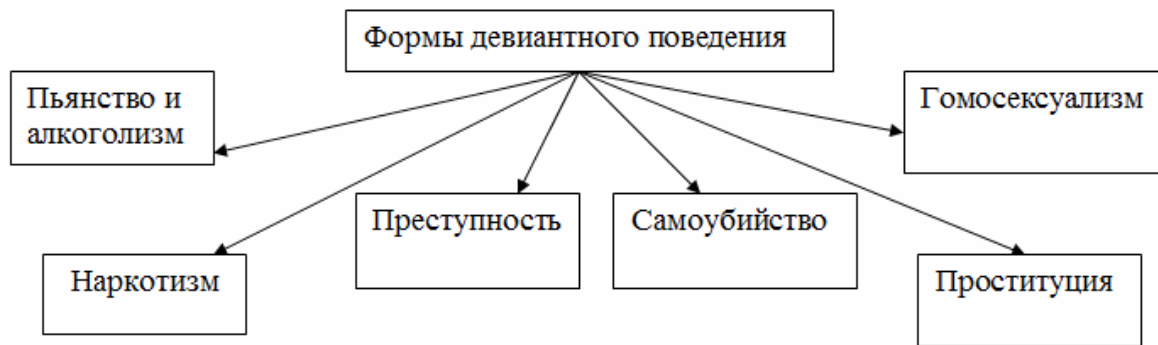 Формы девиантного поведения
Пьянство и
алкоголизм
Гомосексуализм
Преступность
Самоубийство
Наркотизм
Проституция